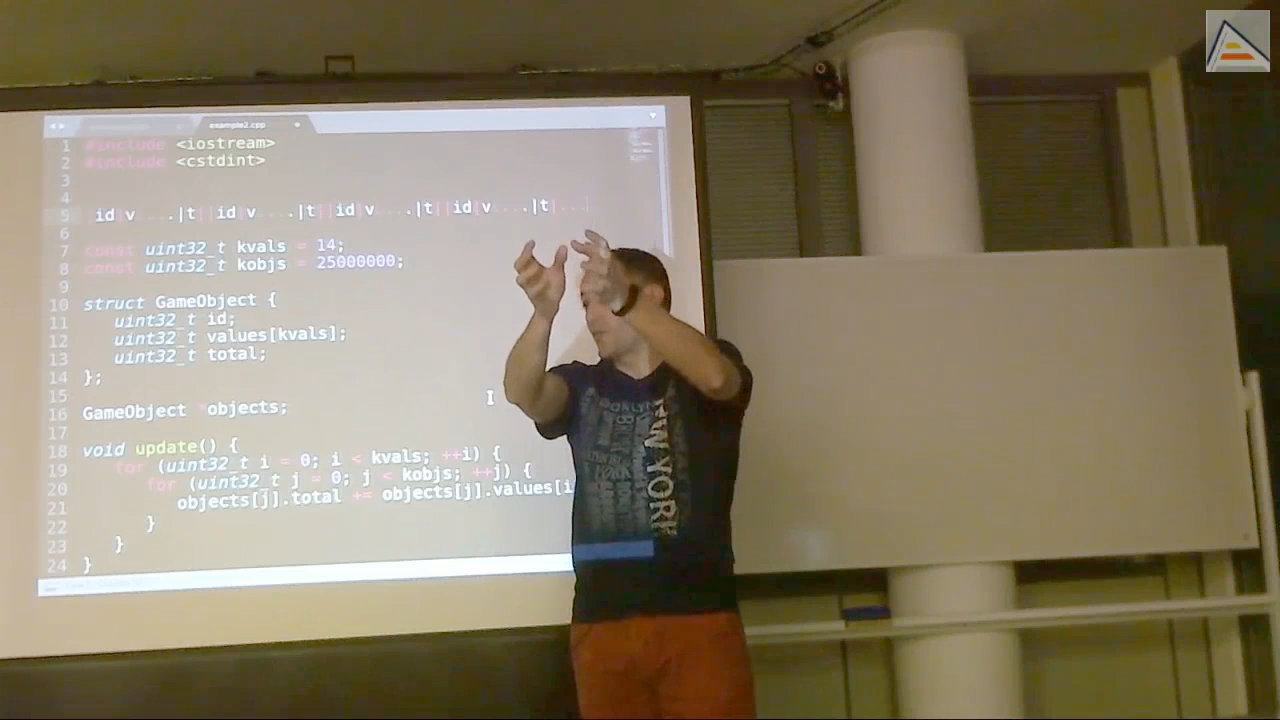 example2.cpp
1 #include <iostream>
2 #include <cstdint>
3
4
5 id|v....|t||id|v....|t||id|v....|t||id|v....|t|...
6
7 const uint32_t kvals = 14;
8 const uint32_t kobjs = 25000000;
9
10 struct GameObject {
11 uint32_t id;
12 uint32_t values[kvals];
13 uint32_t total;
14 };
15
16 GameObject *objects;
17
18 void update() {
19 for (uint32_t i = 0; i < kvals; ++i) {
20 for (uint32_t j = 0; j < kobjs; ++j) {
21 objects[j].total += objects[j].values[i
22 }
23 }
24 }
NEW YORK